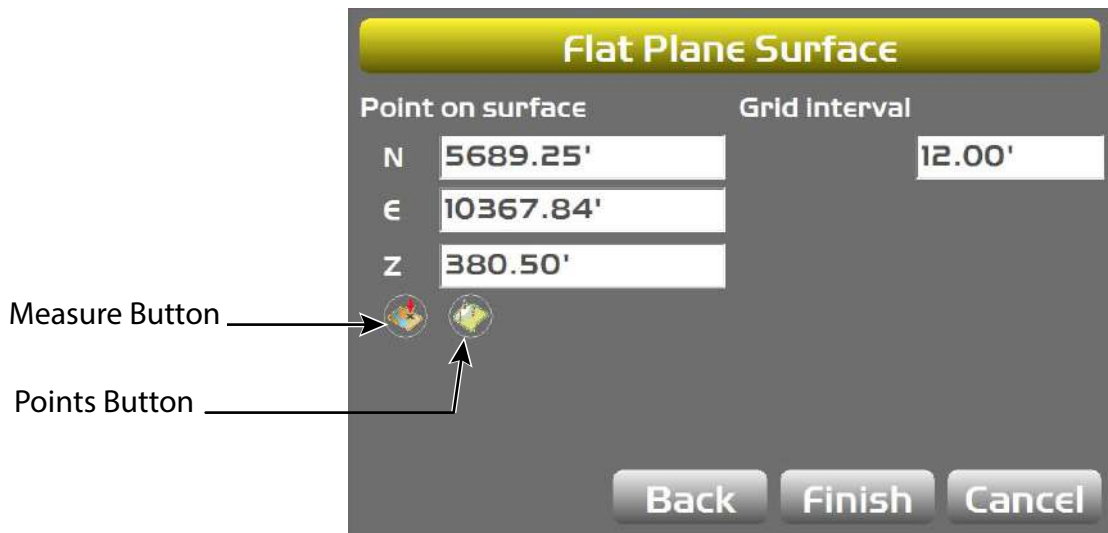 Flat Plane Surface
Point on surface Grid interval
N 5689.25' 12.00'
E 10367.84'
Z 380.50'
Measure Button
Points Button
Back Finish Cancel